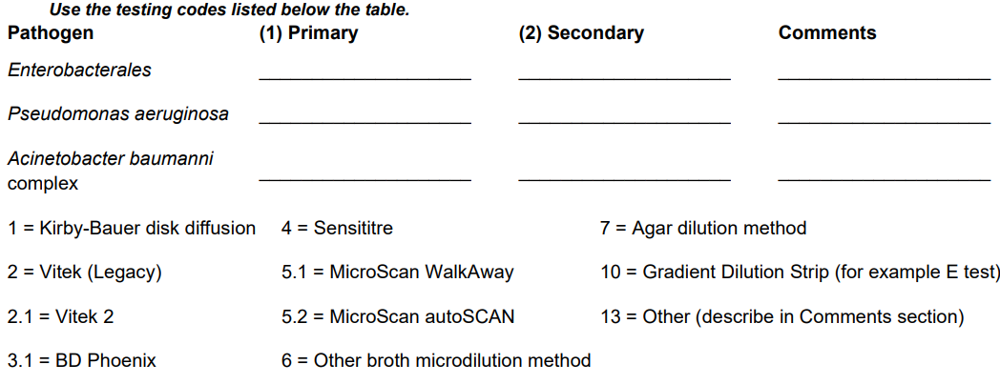 Use the testing codes listed below the table.
Pathogen (1) Primary (2) Secondary Comments
Enterobacterales
Pseudomonas aeruginosa
Acinetobacter baumanni
complex
1 = Kirby-Bauer disk diffusion 4 = Sensititre 7 = Agar dilution method
2 = Vitek (Legacy) 5.1 = MicroScan WalkAway 10 = Gradient Dilution Strip (for example E test)
2.1 = Vitek 2 5.2 = MicroScan autoSCAN 13 = Other (describe in Comments section)
3.1 = BD Phoenix 6 = Other broth microdilution method